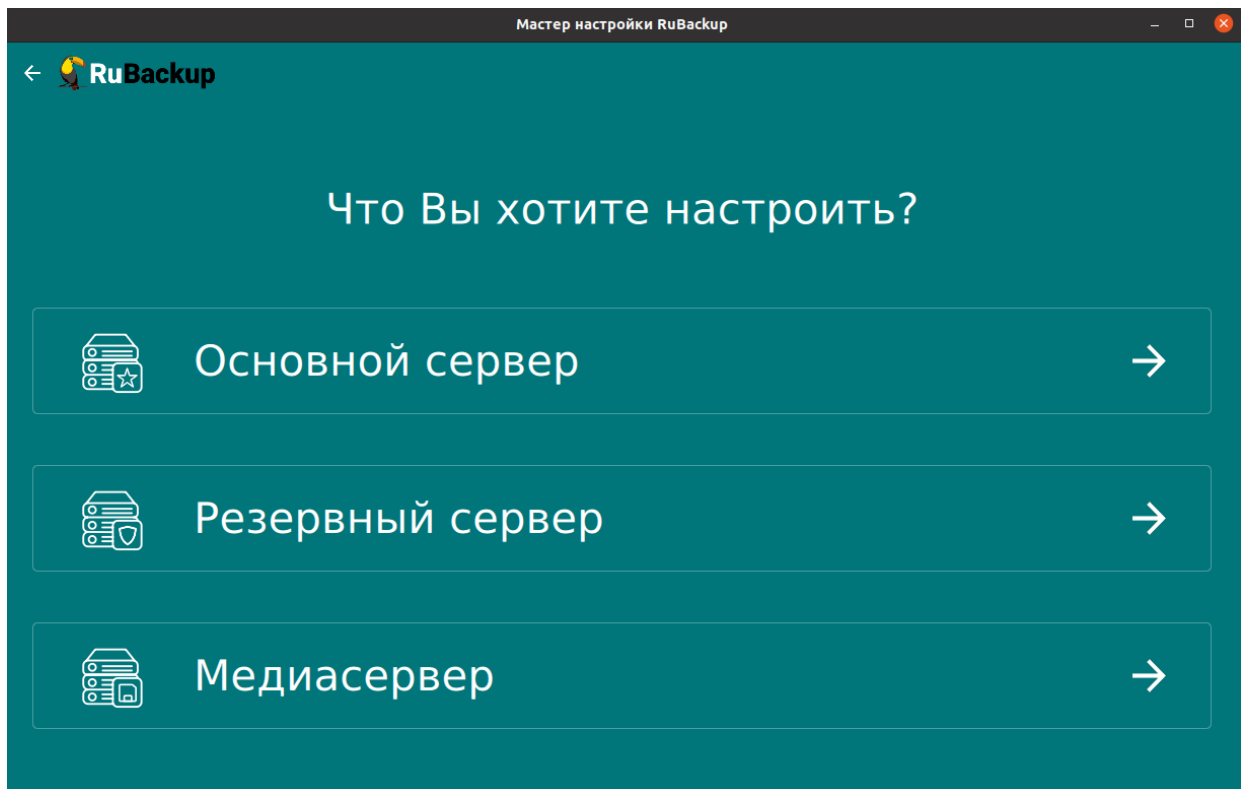 Мастер настройки RuBackup
RuBackup
Что Вы хотите настроить?
Основной сервер
Резервный сервер
Медиасервер